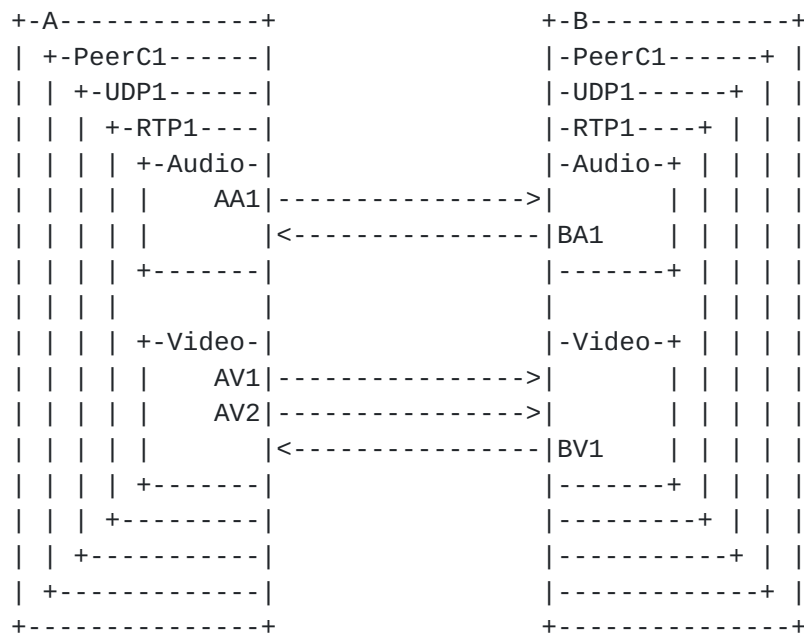 +-A-------------+                 +-B-------------+
| +-PeerC1------|                 |-PeerC1------+ |
| | +-UDP1------|                 |-UDP1------+ | |
| | | +-RTP1----|                 |-RTP1----+ | | |
| | | | +-Audio-|                 |-Audio-+ | | | |
| | | | |    AA1|---------------->|       | | | | |
| | | | |       |<----------------|BA1    | | | | |
| | | | +-------|                 |-------+ | | | |
| | | |         |                 |         | | | |
| | | | +-Video-|                 |-Video-+ | | | |
| | | | |    AV1|---------------->|       | | | | |
| | | | |    AV2|---------------->|       | | | | |
| | | | |       |<----------------|BV1    | | | | |
| | | | +-------|                 |-------+ | | | |
| | | +---------|                 |---------+ | | |
| | +-----------|                 |-----------+ | |
| +-------------|                 |-------------+ |
+---------------+                 +---------------+